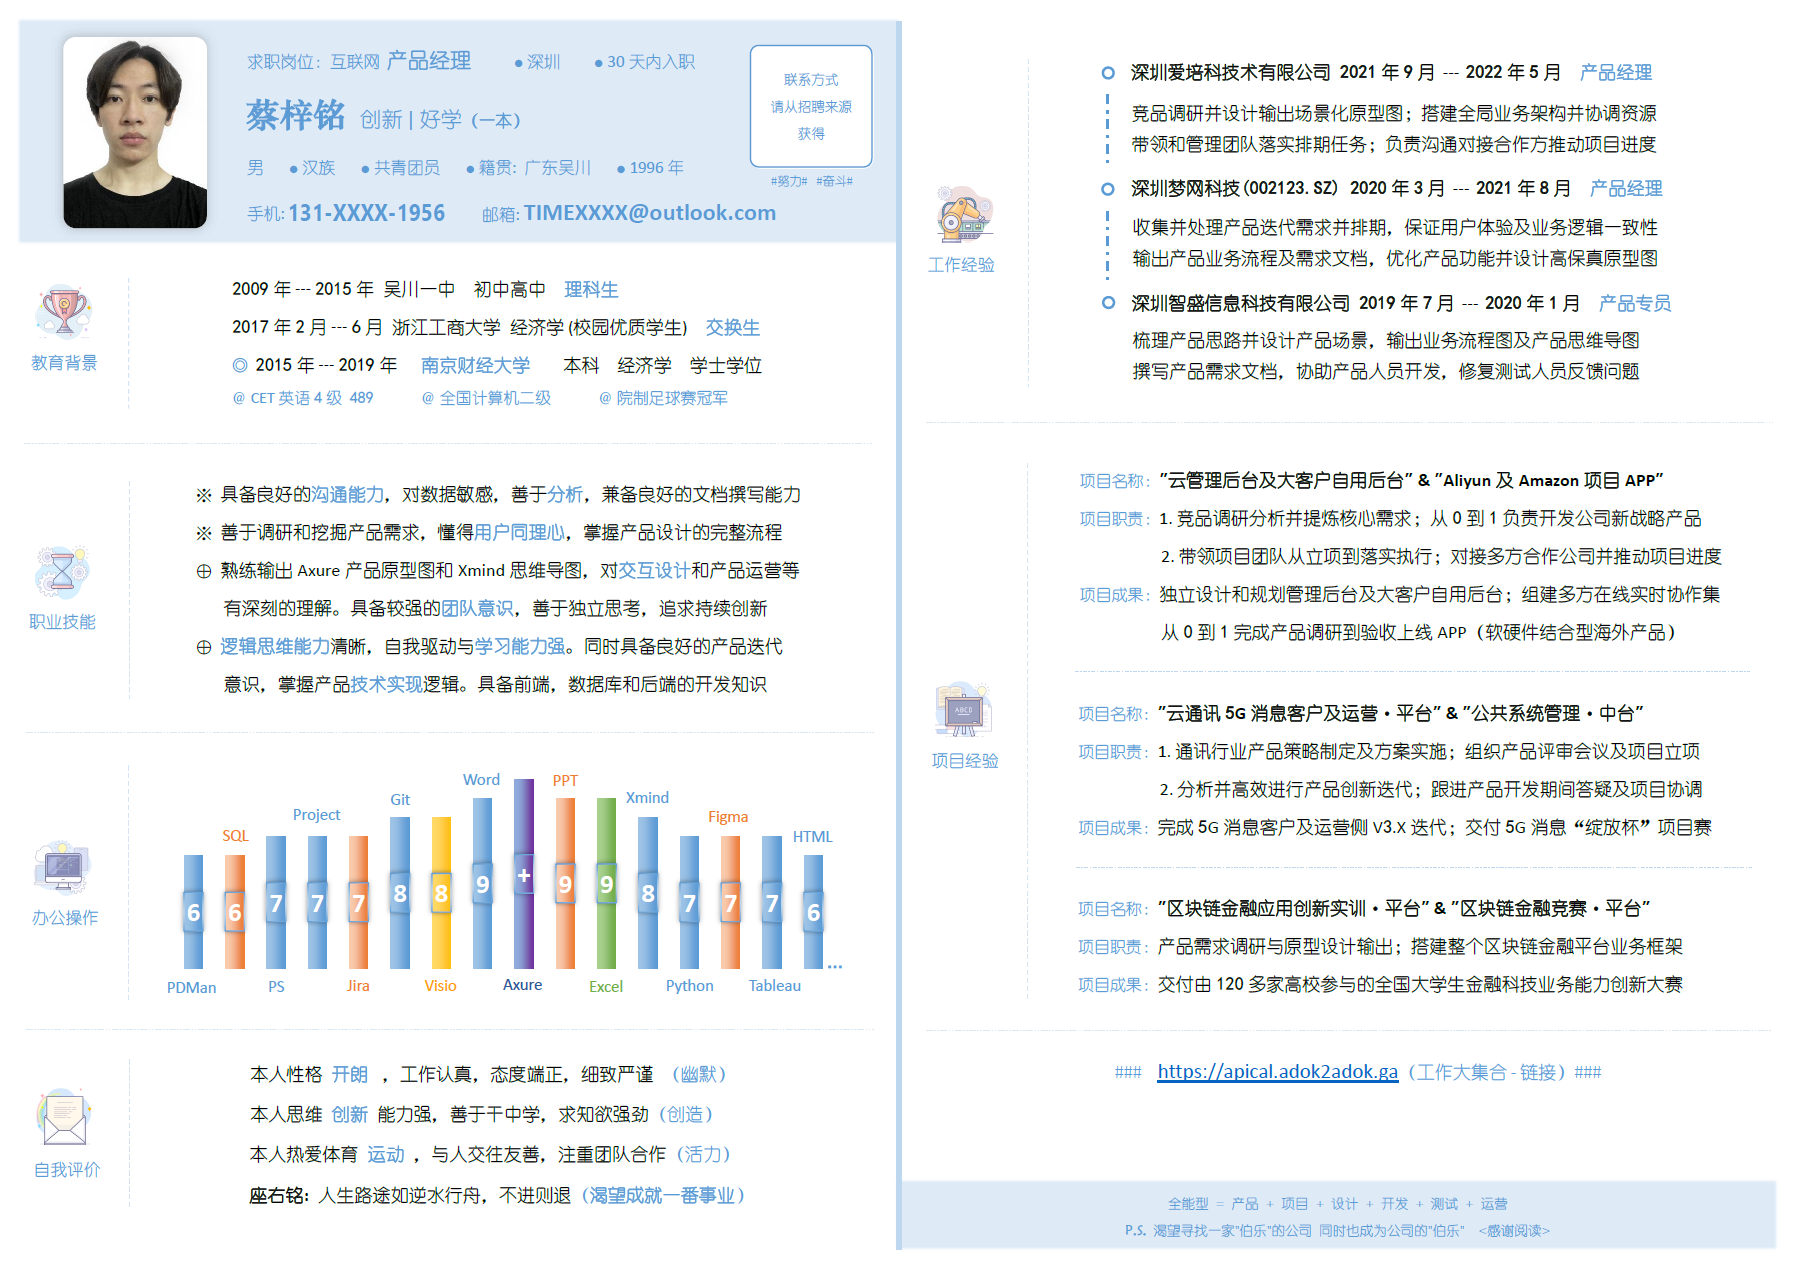 求职岗位：互联网 产品经理 ●深圳 ●30 天内入职
蔡梓铭 创新 | 好学（一本）
男 ●汉族 ●共青团员 ●籍贯：广东吴川 ●1996 年
手机: 131-XXXX-1956 邮箱: TIMEXXXX@outlook.com
联系方式
请从招聘来源
获得
#努力# #奋斗#
教育背景
2009 年 --- 2015 年 吴川一中 初中高中 理科生
2017 年 2 月 --- 6 月 浙江工商大学 经济学 (校园优质学生) 交换生
◎ 2015 年 --- 2019 年 南京财经大学 本科 经济学 学士学位
@ CET 英语 4 级 489 @ 全国计算机二级 @ 院制足球赛冠军
职业技能
※ 具备良好的沟通能力，对数据敏感，善于分析，兼备良好的文档撰写能力
※ 善于调研和挖掘产品需求，懂得用户同理心，掌握产品设计的完整流程
⊕ 熟练输出 Axure 产品原型图和 Xmind 思维导图，对交互设计和产品运营等
有深刻的理解。具备较强的团队意识，善于独立思考，追求持续创新
⊕ 逻辑思维能力清晰，自我驱动与学习能力强。同时具备良好的产品迭代
意识，掌握产品技术实现逻辑。具备前端，数据库和后端的开发知识
办公操作
Word PPT
Git Xmind
Project Figma
SQL HTML
6 6 7 7 7 8 8 9 + 9 9 8 7 7 7 6 ...
PDMan PS Jira Visio Axure Excel Python Tableau
自我评价
本人性格 开朗 ，工作认真，态度端正，细致严谨 （幽默）
本人思维 创新 能力强，善于干中学，求知欲强劲（创造）
本人热爱体育 运动 ，与人交往友善，注重团队合作（活力）
座右铭: 人生路途如逆水行舟，不进则退（渴望成就一番事业）
工作经验
深圳爱培科技术有限公司 2021 年 9 月 --- 2022 年 5 月 产品经理
竞品调研并设计输出场景化原型图；搭建全局业务架构并协调资源
带领和管理团队落实排期任务；负责沟通对接合作方推动项目进度
深圳梦网科技(002123.SZ) 2020 年 3 月 --- 2021 年 8 月 产品经理
收集并处理产品迭代需求并排期，保证用户体验及业务逻辑一致性
输出产品业务流程及需求文档，优化产品功能并设计高保真原型图
深圳智盛信息科技有限公司 2019 年 7 月 --- 2020 年 1 月 产品专员
梳理产品思路并设计产品场景，输出业务流程图及产品思维导图
撰写产品需求文档，协助产品人员开发，修复测试人员反馈问题
项目经验
项目名称：”云管理后台及大客户自用后台” & ”Aliyun 及 Amazon 项目 APP”
项目职责：1. 竞品调研分析并提炼核心需求；从 0 到 1 负责开发公司新战略产品
2. 带领项目团队从立项到落实执行；对接多方合作公司并推动项目进度
项目成果：独立设计和规划管理后台及大客户自用后台；组建多方在线实时协作集
从 0 到 1 完成产品调研到验收上线 APP（软硬件结合型海外产品）
ABCD
项目名称：”云通讯 5G 消息客户及运营·平台” & ”公共系统管理·中台”
项目职责：1. 通讯行业产品策略制定及方案实施；组织产品评审会议及项目立项
2. 分析并高效进行产品创新迭代；跟进产品开发期间答疑及项目协调
项目成果：完成 5G 消息客户及运营侧 V3.X 迭代；交付 5G 消息“绽放杯”项目赛
项目名称：”区块链金融应用创新实训·平台” & ”区块链金融竞赛·平台”
项目职责：产品需求调研与原型设计输出；搭建整个区块链金融平台业务框架
项目成果：交付由 120 多家高校参与的全国大学生金融科技业务能力创新大赛
### https://apical.adok2adok.ga（工作大集合 - 链接）###
全能型 = 产品 + 项目 + 设计 + 开发 + 测试 + 运营
P.S. 渴望寻找一家"伯乐"的公司 同时也成为公司的"伯乐" <感谢阅读>